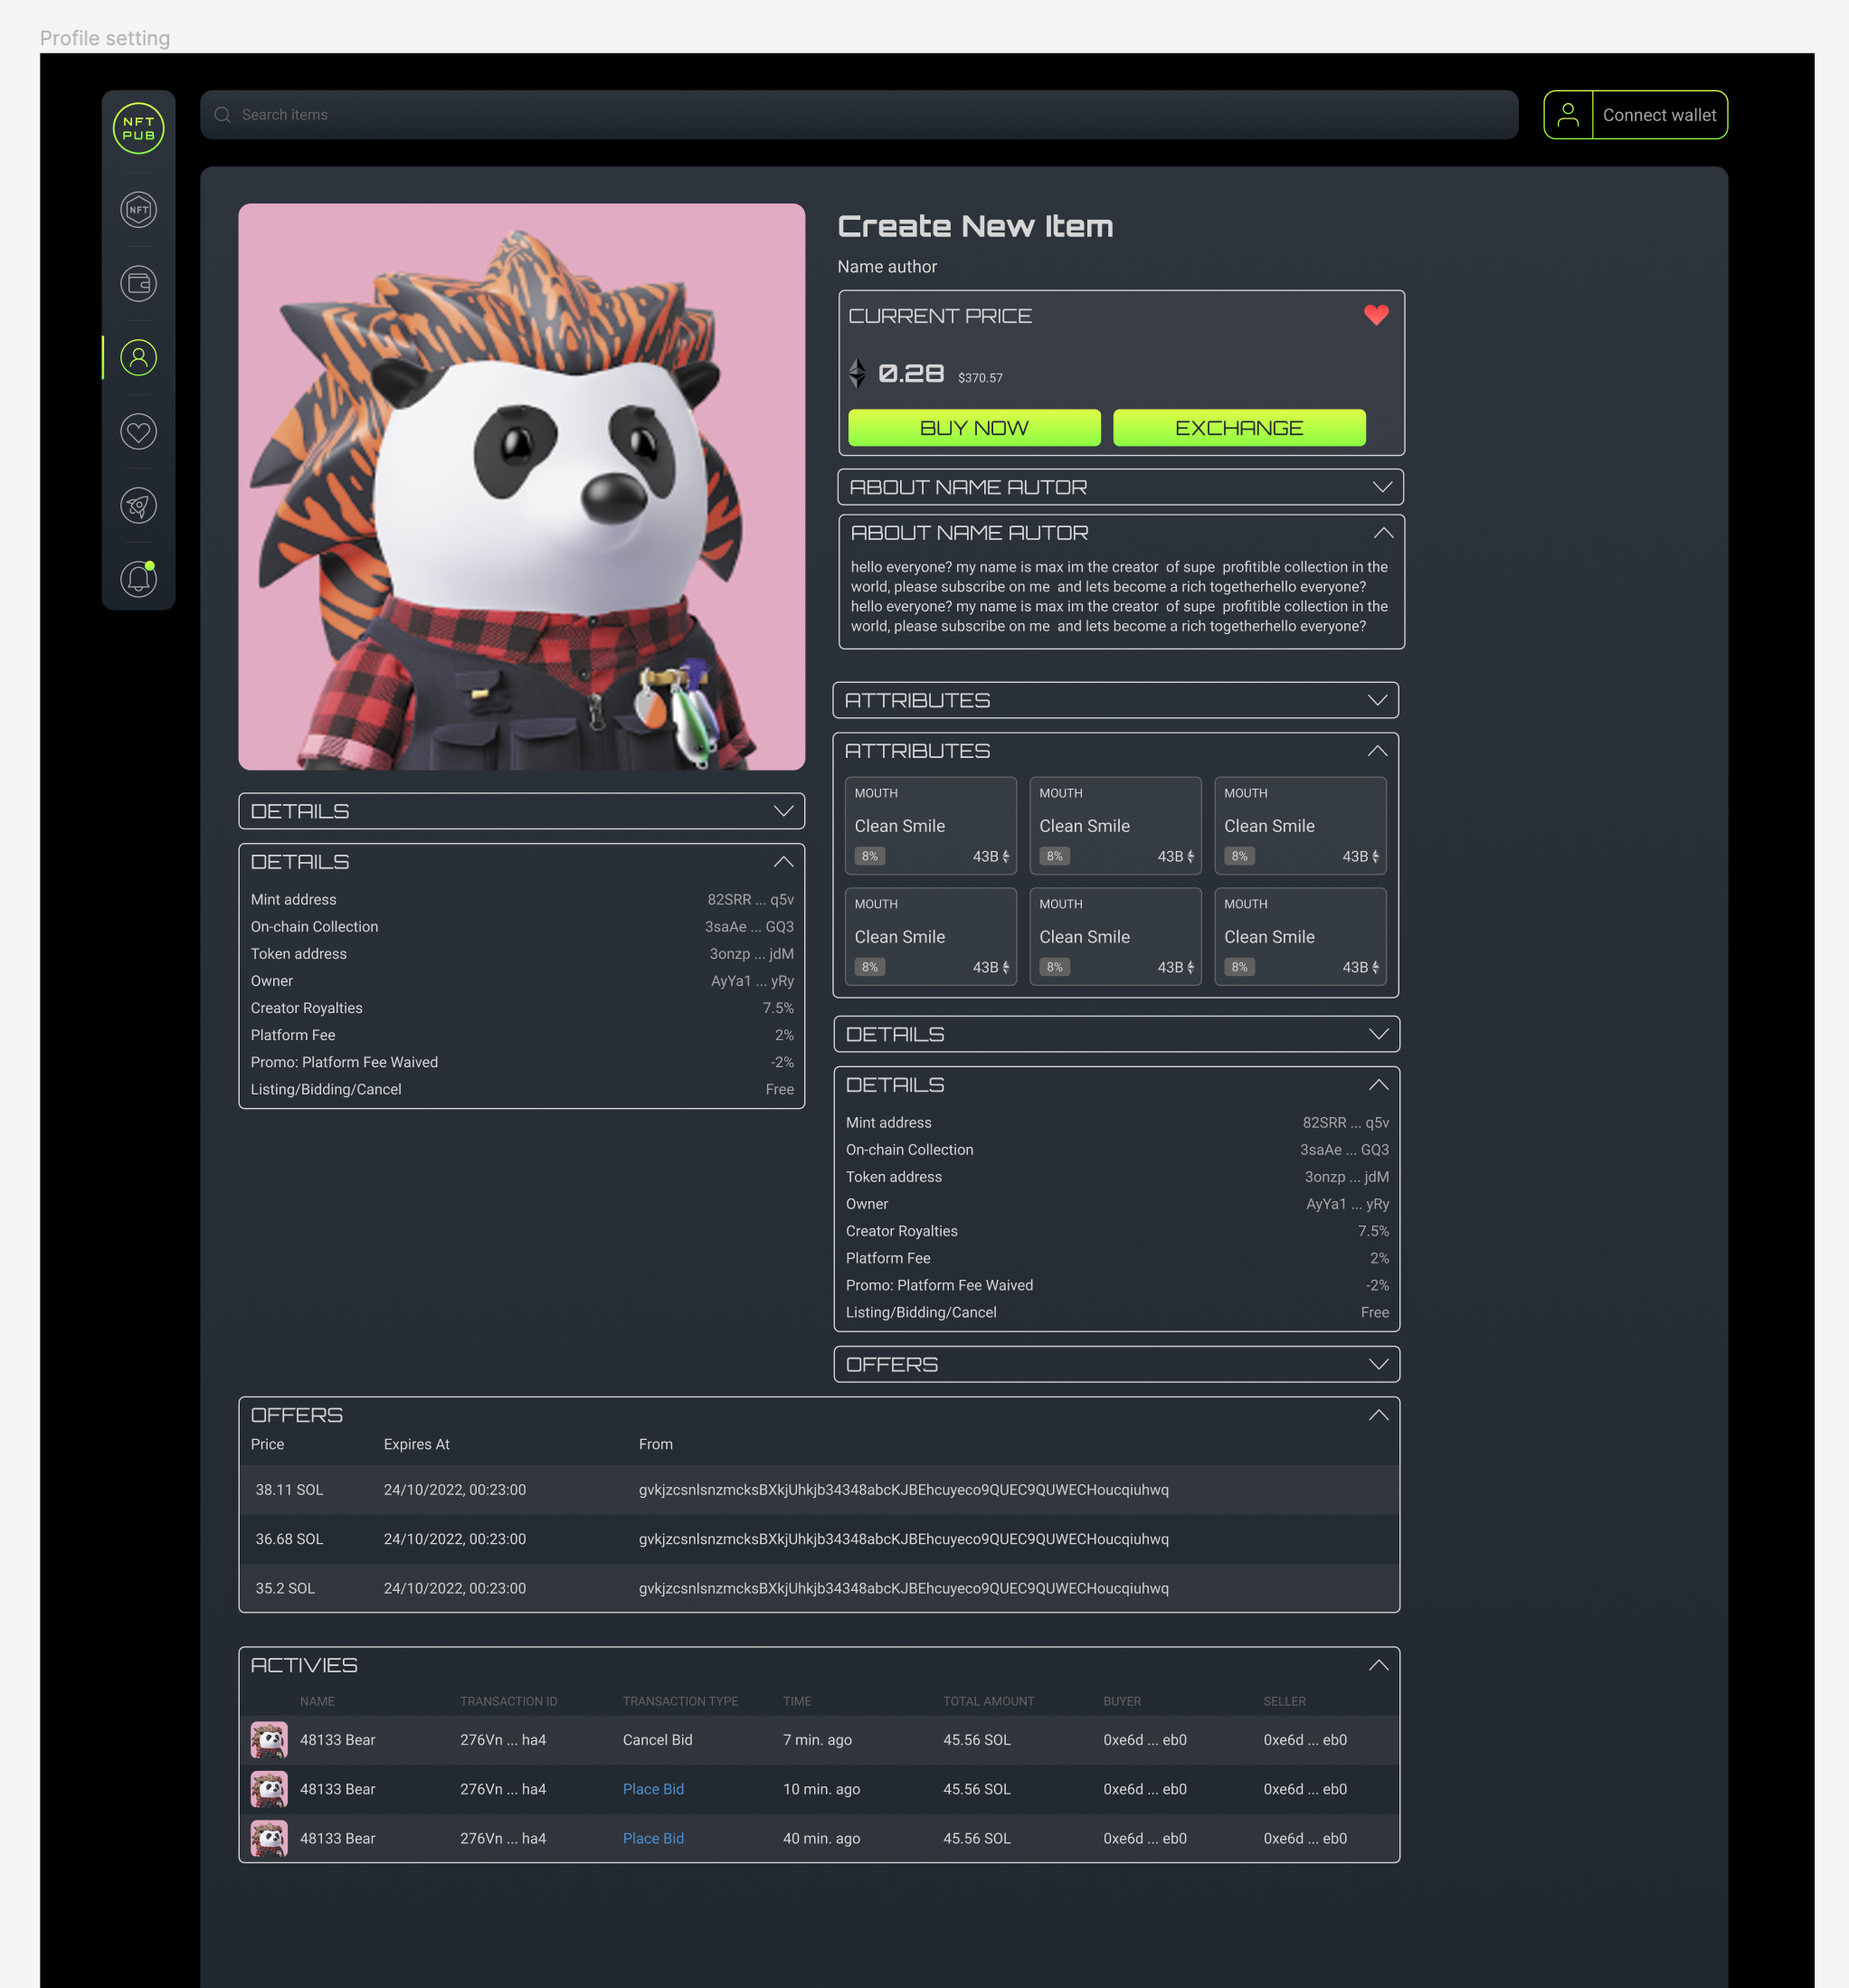 Profile setting
NFT
PUB
Search items
Connect wallet
NFT
Create New Item
Name author
CURRENT PRICE
0.28 $370.57
BUY NOW EXCHANGE
ABOUT NAME AUTOR
ABOUT NAME AUTOR
hello everyone? my name is max im the creator of supe profitible collection in the
world, please subscribe on me and lets become a rich togetherhello everyone?
hello everyone? my name is max im the creator of supe profitible collection in the
world, please subscribe on me and lets become a rich togetherhello everyone?
ATTRIBUTES
ATTRIBUTES
MOUTH MOUTH MOUTH
Clean Smile Clean Smile Clean Smile
8% 43B 8% 43B 8% 43B
MOUTH MOUTH MOUTH
Clean Smile Clean Smile Clean Smile
8% 43B 8% 43B 8% 43B
DETAILS
DETAILS
Mint address 82SRR ... q5v
On-chain Collection 3saAe ... GQ3
Token address 3onzp ... jdM
Owner AyYa1 ... yRy
Creator Royalties 7.5%
Platform Fee 2%
Promo: Platform Fee Waived -2%
Listing/Bidding/Cancel Free
DETAILS
DETAILS
Mint address 82SRR ... q5v
On-chain Collection 3saAe ... GQ3
Token address 3onzp ... jdM
Owner AyYa1 ... yRy
Creator Royalties 7.5%
Platform Fee 2%
Promo: Platform Fee Waived -2%
Listing/Bidding/Cancel Free
OFFERS
OFFERS
Price Expires At From
38.11 SOL 24/10/2022, 00:23:00 gvkjzcsnlsnzmcksBXkjUhkjb34348abcKJBEhcuyeco9QUEC9QUWECHoucqiuhwq
36.68 SOL 24/10/2022, 00:23:00 gvkjzcsnlsnzmcksBXkjUhkjb34348abcKJBEhcuyeco9QUEC9QUWECHoucqiuhwq
35.2 SOL 24/10/2022, 00:23:00 gvkjzcsnlsnzmcksBXkjUhkjb34348abcKJBEhcuyeco9QUEC9QUWECHoucqiuhwq
ACTIVIES
NAME TRANSACTION ID TRANSACTION TYPE TIME TOTAL AMOUNT BUYER SELLER
48133 Bear 276Vn ... ha4 Cancel Bid 7 min. ago 45.56 SOL 0xe6d ... eb0 0xe6d ... eb0
48133 Bear 276Vn ... ha4 Place Bid 10 min. ago 45.56 SOL 0xe6d ... eb0 0xe6d ... eb0
48133 Bear 276Vn ... ha4 Place Bid 40 min. ago 45.56 SOL 0xe6d ... eb0 0xe6d ... eb0